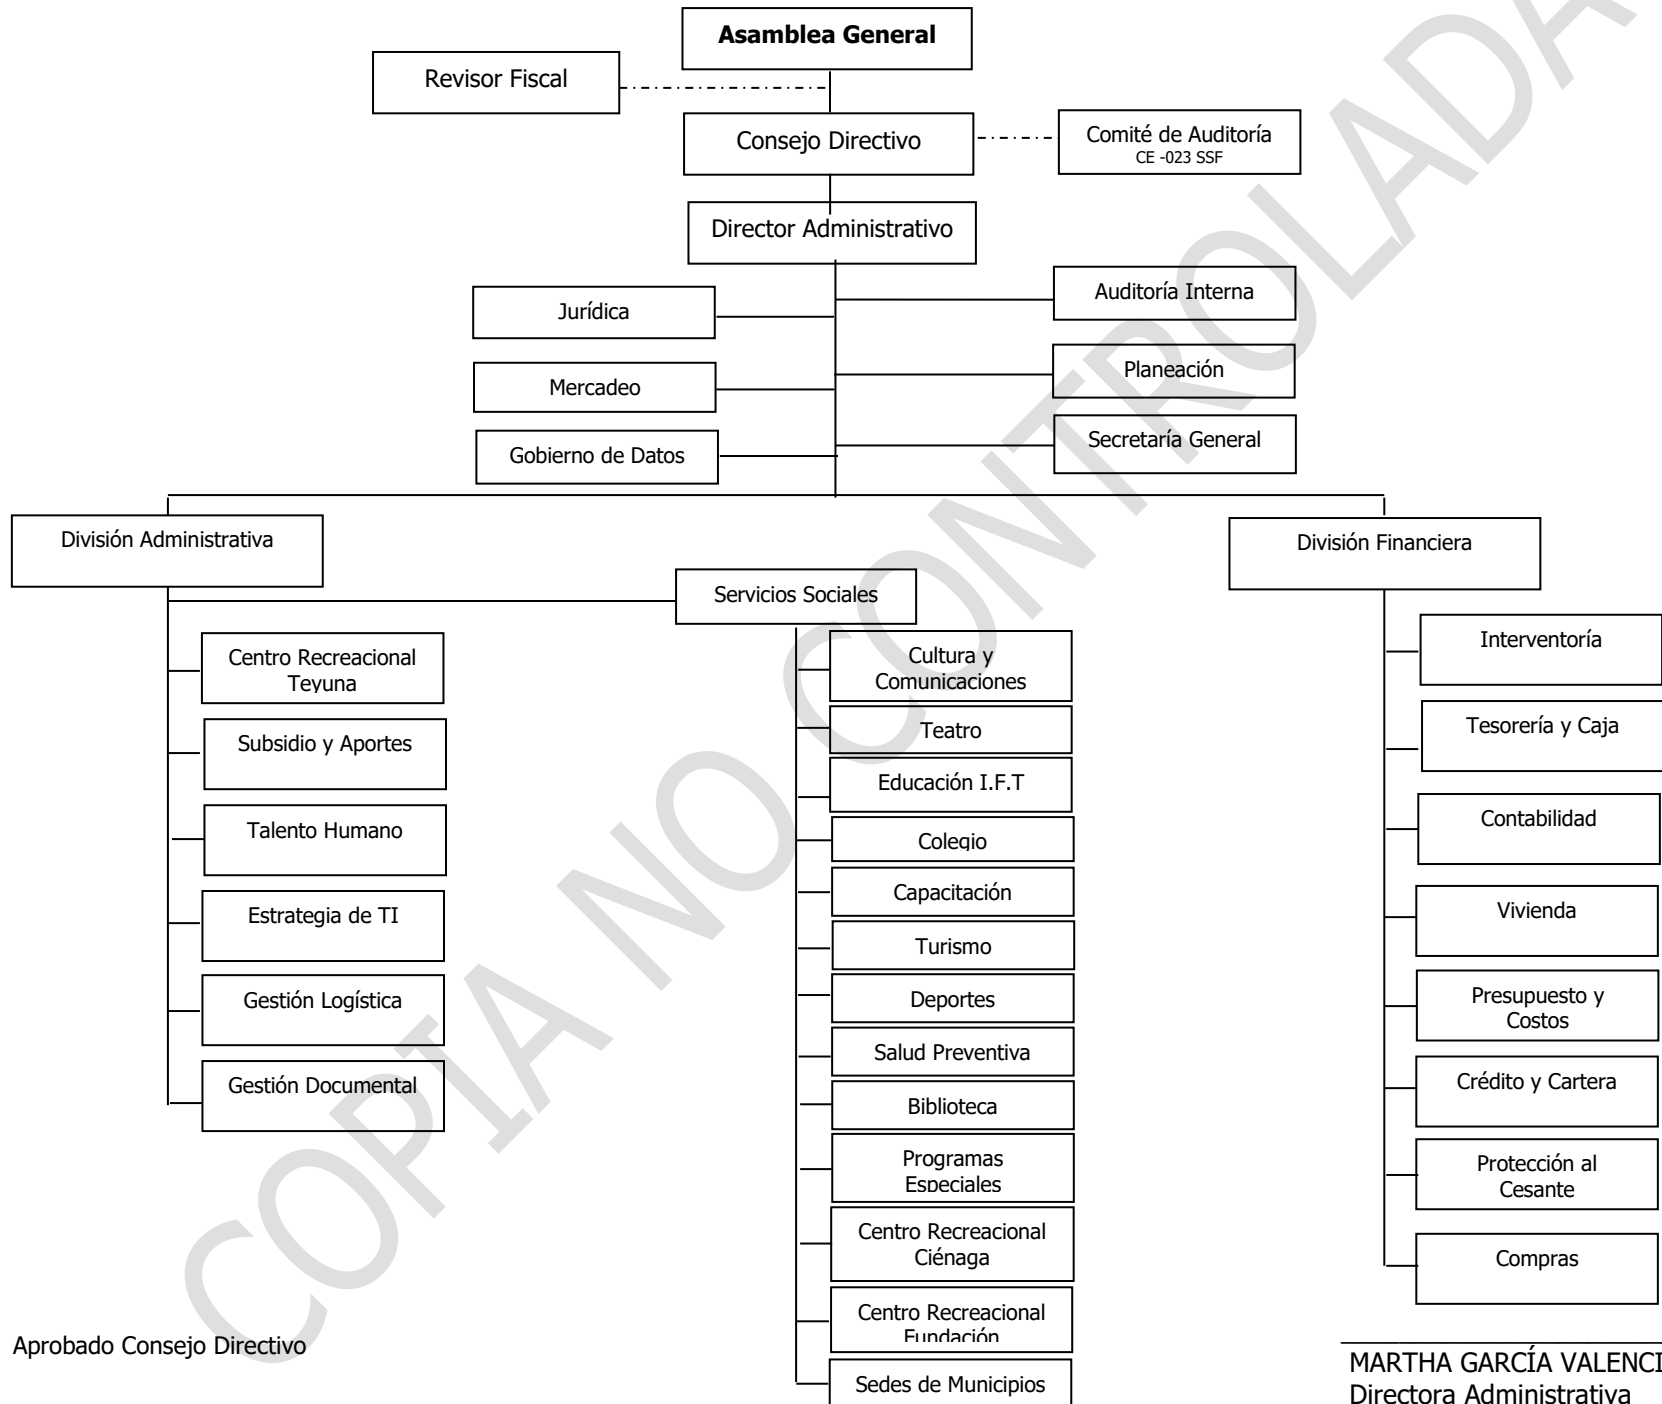 Asamblea General
Revisor Fiscal
Consejo Directivo
Comité de Auditoría
CE -023 SSF
Director Administrativo
Jurídica
Auditoría Interna
Mercadeo
Planeación
Gobierno de Datos
Secretaría General
División Administrativa
División Financiera
Servicios Sociales
Centro Recreacional
Teyuna
Subsidio y Aportes
Talento Humano
Estrategia de TI
Gestión Logística
Gestión Documental
Cultura y
Comunicaciones
Teatro
Educación I.F.T
Colegio
Capacitación
Turismo
Deportes
Salud Preventiva
Biblioteca
Programas
Especiales
Centro Recreacional
Ciénaga
Centro Recreacional
Fundación
Sedes de Municipios
Interventoría
Tesorería y Caja
Contabilidad
Vivienda
Presupuesto y
Costos
Crédito y Cartera
Protección al
Cesante
Compras
Aprobado Consejo Directivo
MARTHA GARCÍA VALENCI
Directora Administrativa
COPIA NO CONTROLADA